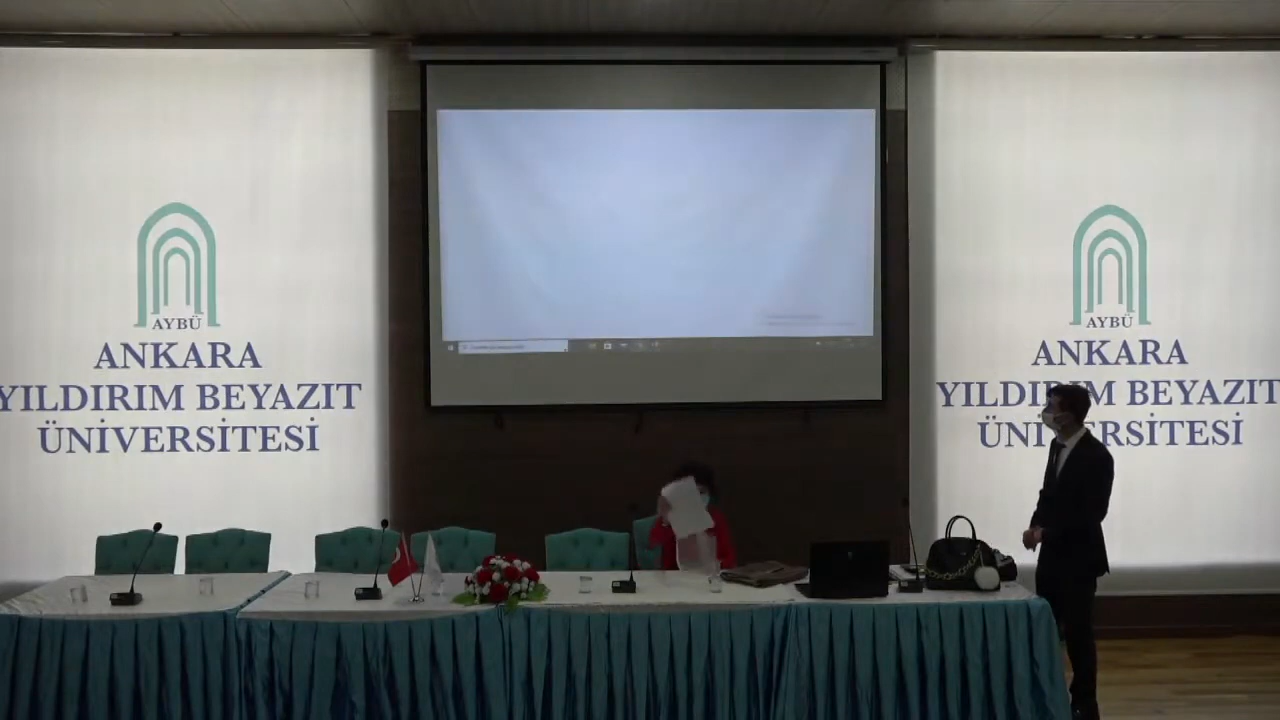 AYBÜ
ANKARA
YILDIRIM BEYAZIT
ÜNİVERSİTESİ
AYBÜ
ANKARA
YILDIRIM BEYAZIT
ÜNİVERSİTESİ